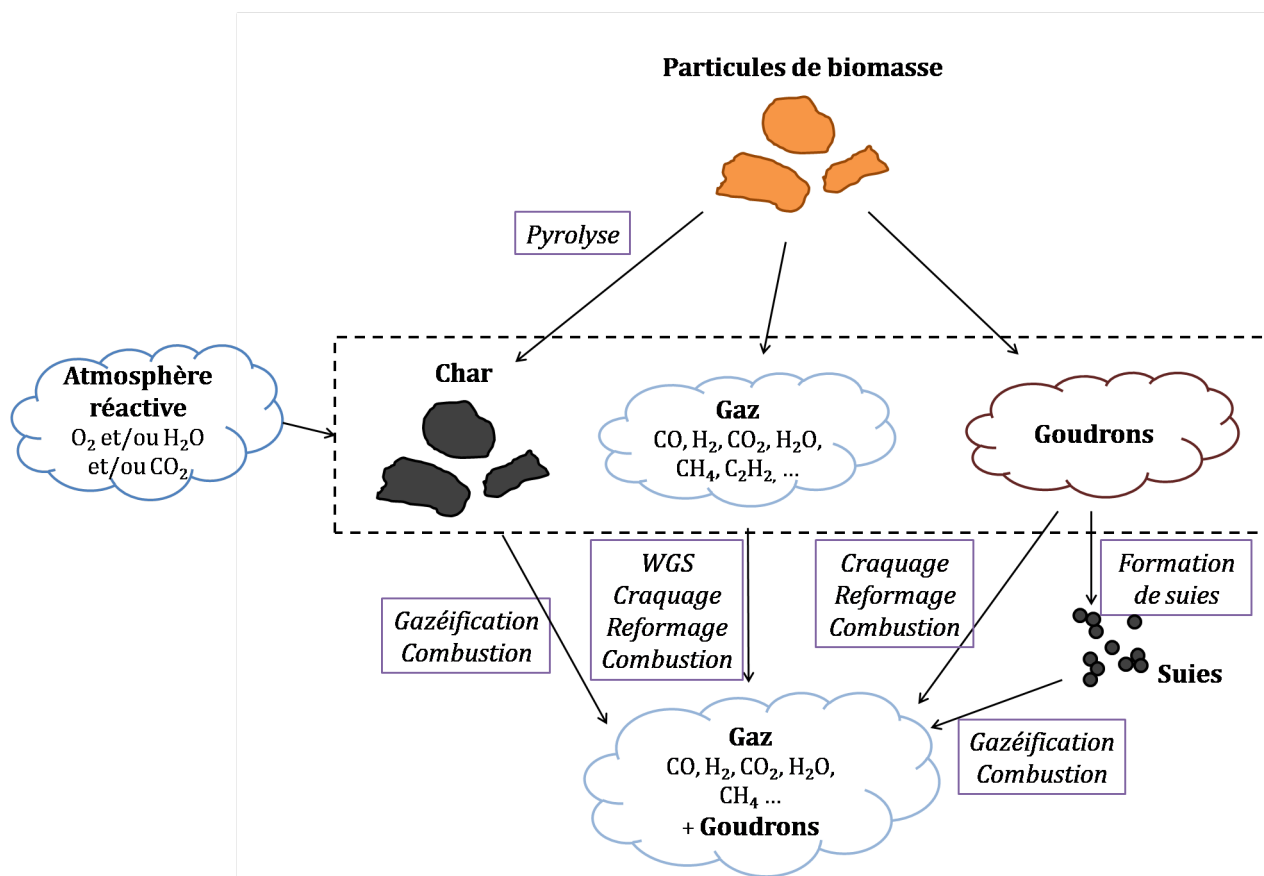 Particules de biomasse
Pyrolyse
Atmosphère
réactive
O₂ et/ou H₂O
et/ou CO₂
Char
Gaz
CO, H₂, CO₂, H₂O,
CH₄, C₂H₂, ...
Goudrons
Gazéification
Combustion
WGS
Craquage
Reformage
Combustion
Craquage
Reformage
Combustion
Formation
de suies
Suies
Gazéification
Combustion
Gaz
CO, H₂, CO₂, H₂O,
CH₄ ...
+ Goudrons